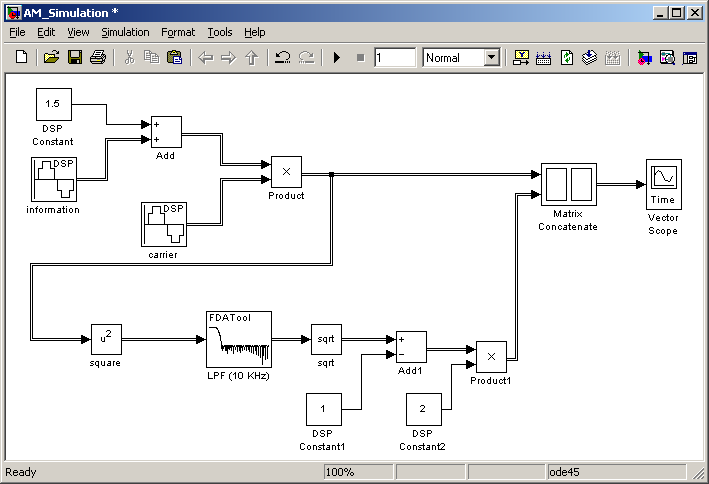 AM_Simulation *
File Edit View Simulation Format Tools Help
1 Normal
1.5
DSP
Constant
+
+
Add
DSP
information
×
Product
DSP
carrier
Matrix
Concatenate
Time
Vector
Scope
u²
square
FDATool
LPF (10 KHz)
sqrt
sqrt
+
−
Add1
×
Product1
1
DSP
Constant1
2
DSP
Constant2
Ready 100% ode45